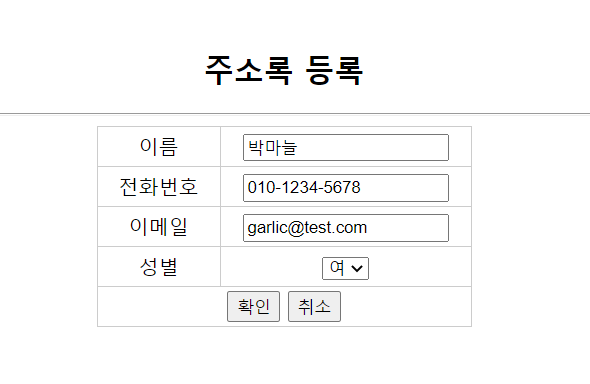 주소록 등록
이름 박마늘
전화번호 010-1234-5678
이메일 garlic@test.com
성별 여
확인 취소